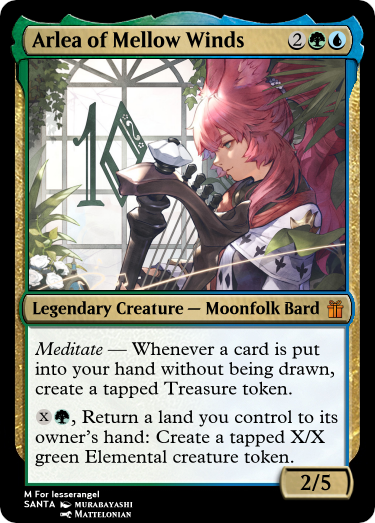 Arlea of Mellow Winds 2
10
Legendary Creature — Moonfolk Bard
Meditate — Whenever a card is put
into your hand without being drawn,
create a tapped Treasure token.
X, Return a land you control to its
owner's hand: Create a tapped X/X
green Elemental creature token.
2/5
M For lesserangel
SANTA MURABAYASHI
MATTELONIAN